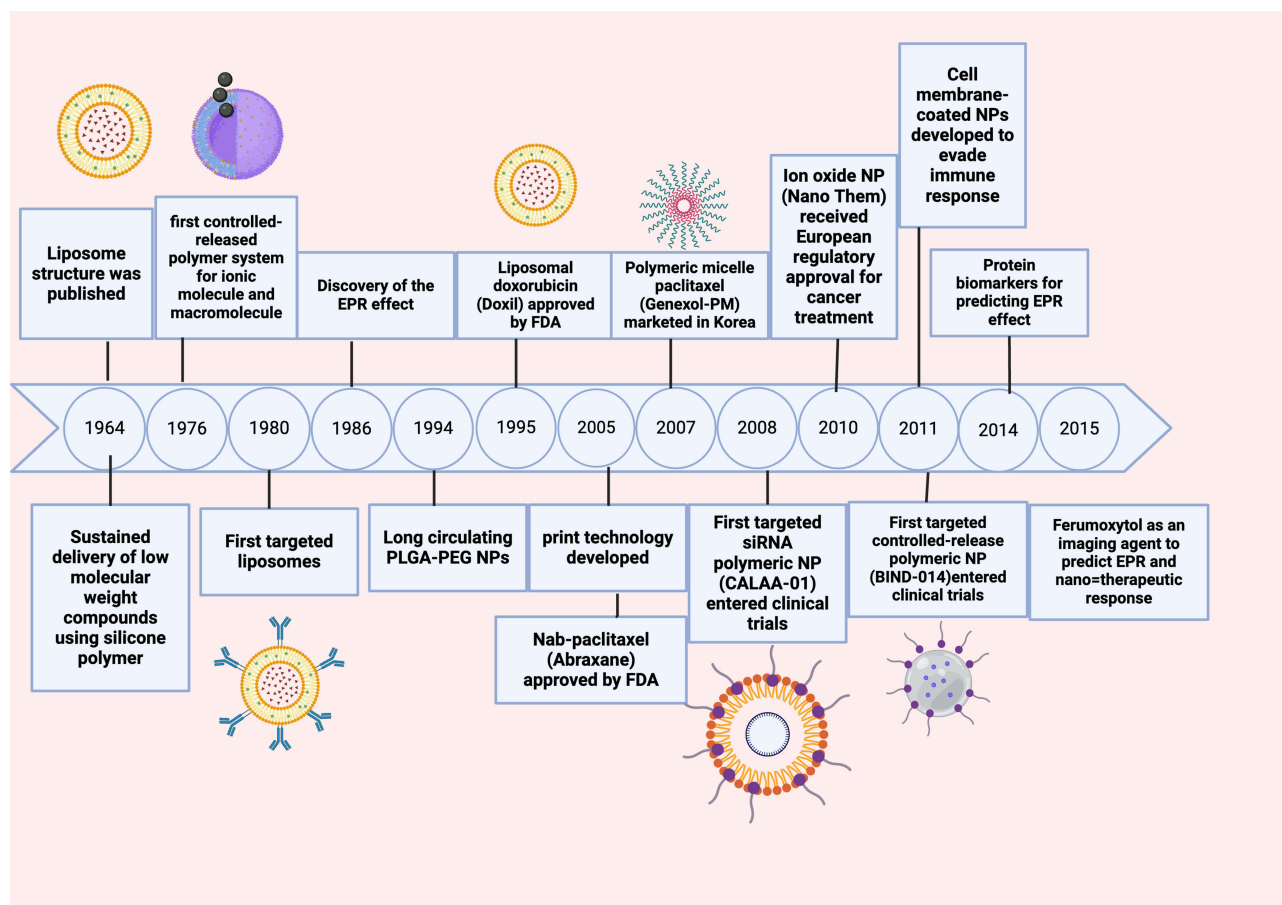 Cell
membrane-
coated NPs
developed to
evade
immune
response
Ion oxide NP
(Nano Them)
received
European
regulatory
approval for
cancer
treatment
Liposome
structure was
published
first controlled-
released
polymer system
for ionic
molecule and
macromolecule
Discovery of the
EPR effect
Liposomal
doxorubicin
(Doxil) approved
by FDA
Polymeric micelle
paclitaxel
(Genexol-PM)
marketed in Korea
Protein
biomarkers for
predicting EPR
effect
1964
1976
1980
1986
1994
1995
2005
2007
2008
2010
2011
2014
2015
Sustained
delivery of low
molecular
weight
compounds
using silicone
polymer
First targeted
liposomes
Long circulating
PLGA-PEG NPs
print technology
developed
Nab-paclitaxel
(Abraxane)
approved by FDA
First targeted
siRNA
polymeric NP
(CALAA-01)
entered clinical
trials
First targeted
controlled-release
polymeric NP
(BIND-014)entered
clinical trials
Ferumoxytol as an
imaging agent to
predict EPR and
nano=therapeutic
response